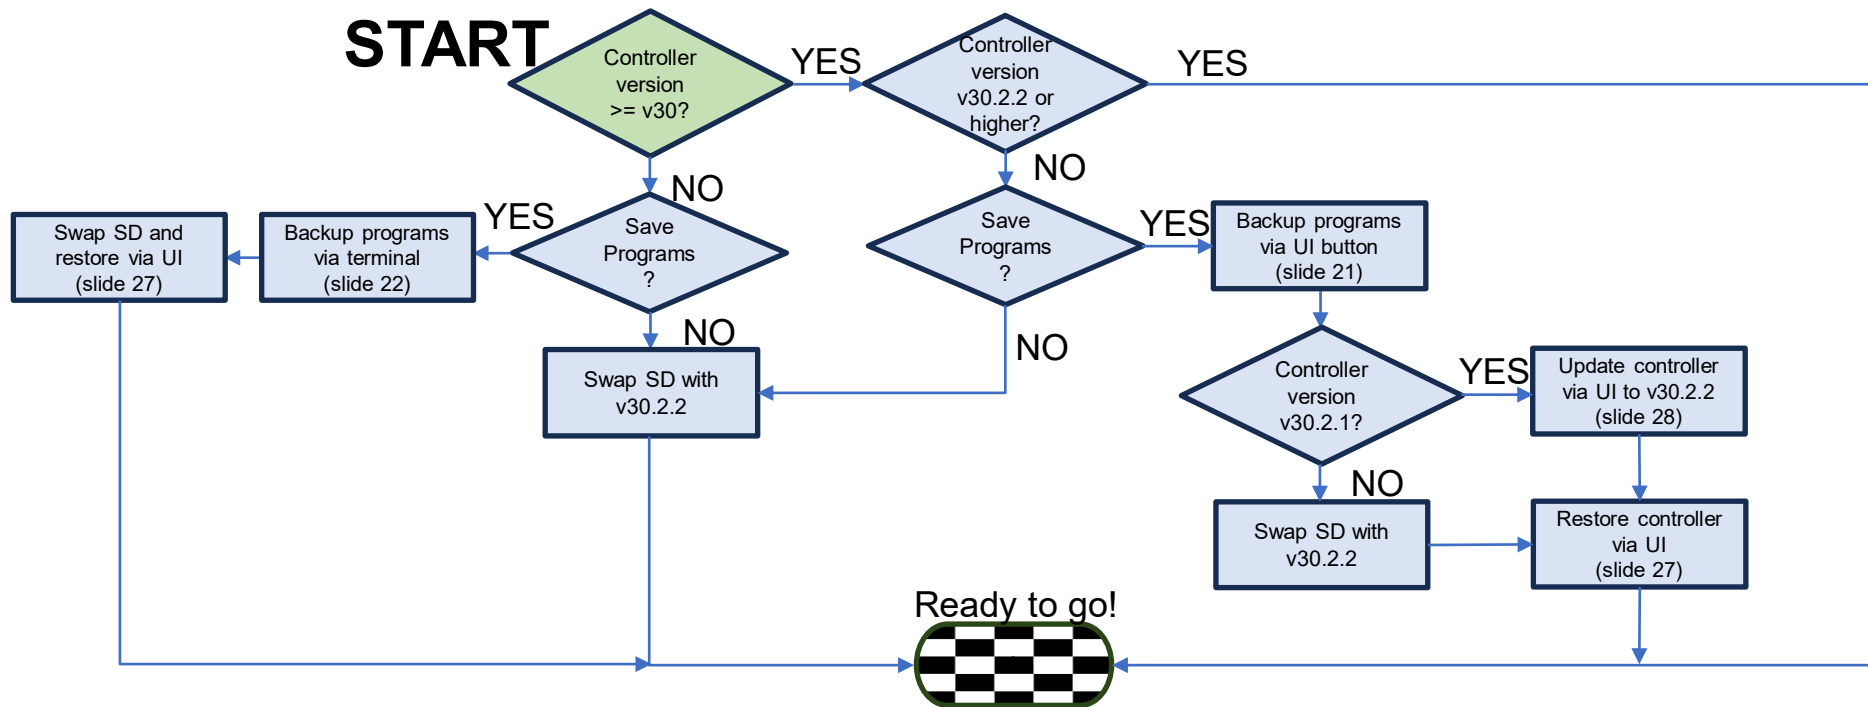 START
Controller
version
>= v30?
YES
Controller
version
v30.2.2 or
higher?
YES
NO
NO
Swap SD and
restore via UI
(slide 27)
Backup programs
via terminal
(slide 22)
YES
Save
Programs
?
Save
Programs
?
YES
Backup programs
via UI button
(slide 21)
NO
NO
Swap SD with
v30.2.2
Controller
version
v30.2.1?
YES
Update controller
via UI to v30.2.2
(slide 28)
NO
Swap SD with
v30.2.2
Restore controller
via UI
(slide 27)
Ready to go!